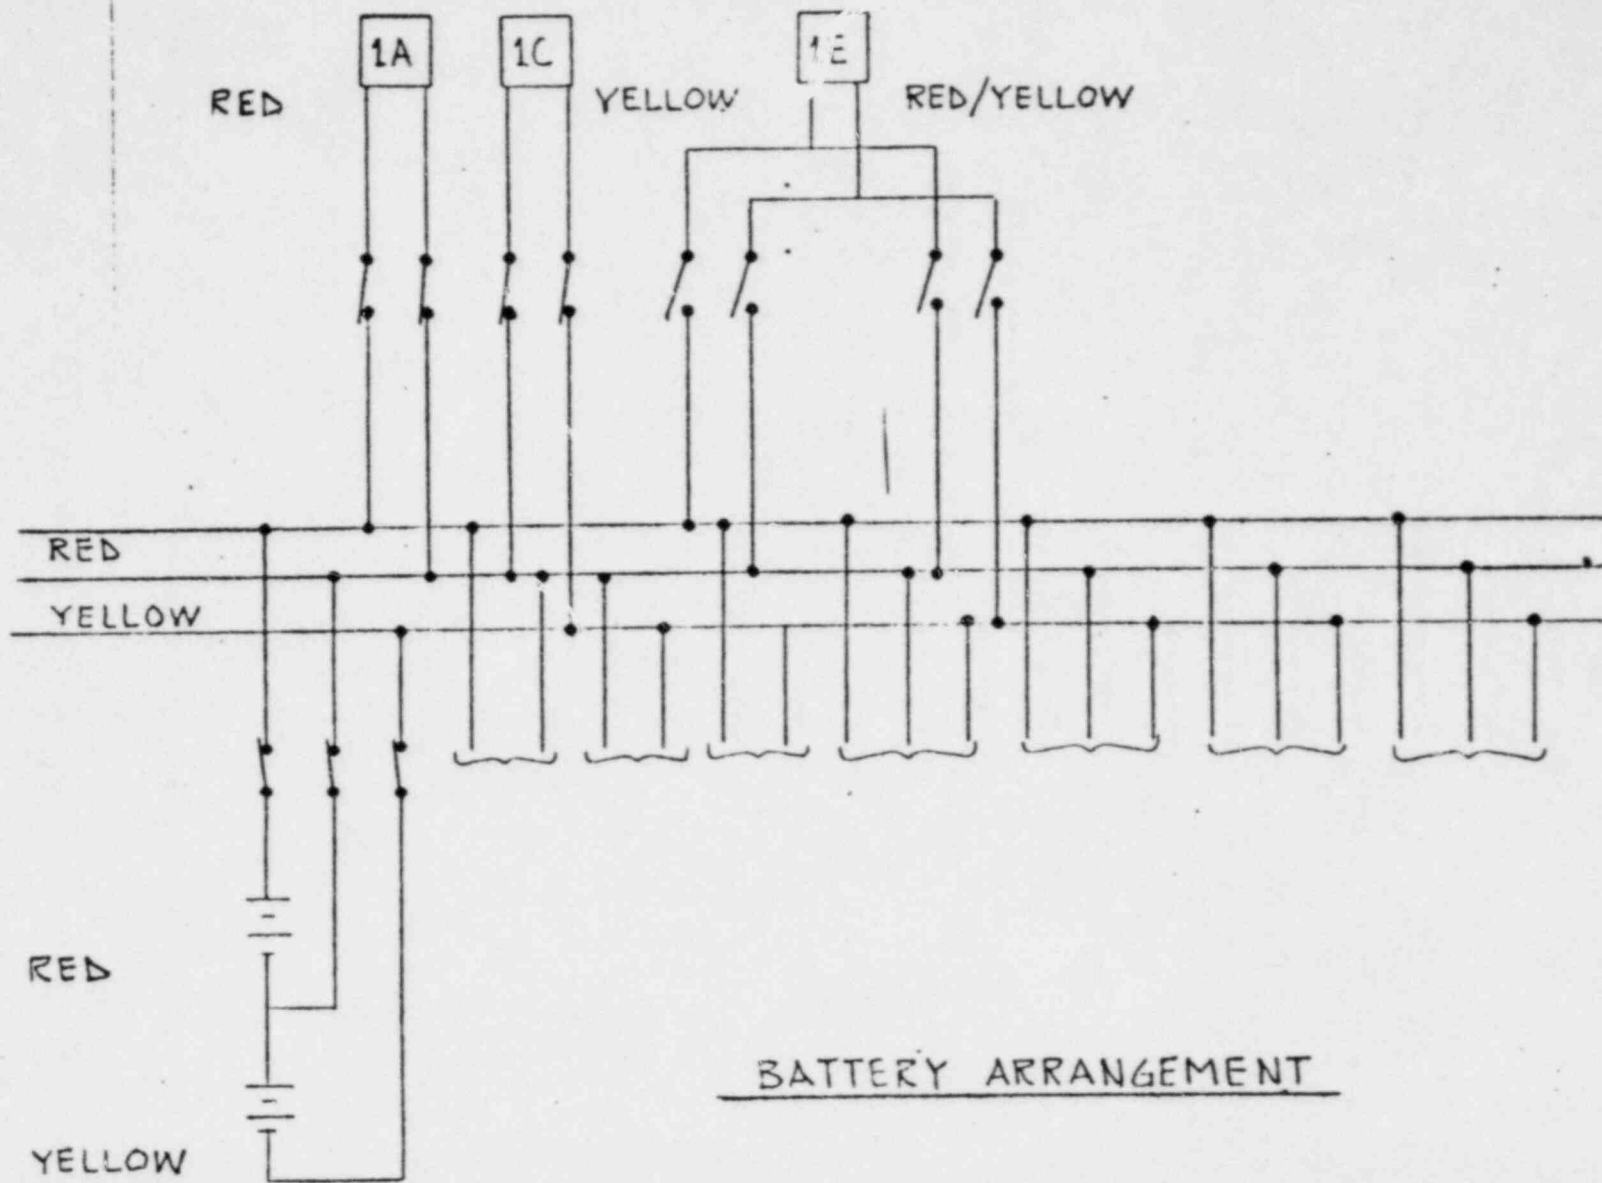 1A
1C
1E
RED
YELLOW
RED/YELLOW
RED
YELLOW
RED
YELLOW
BATTERY ARRANGEMENT